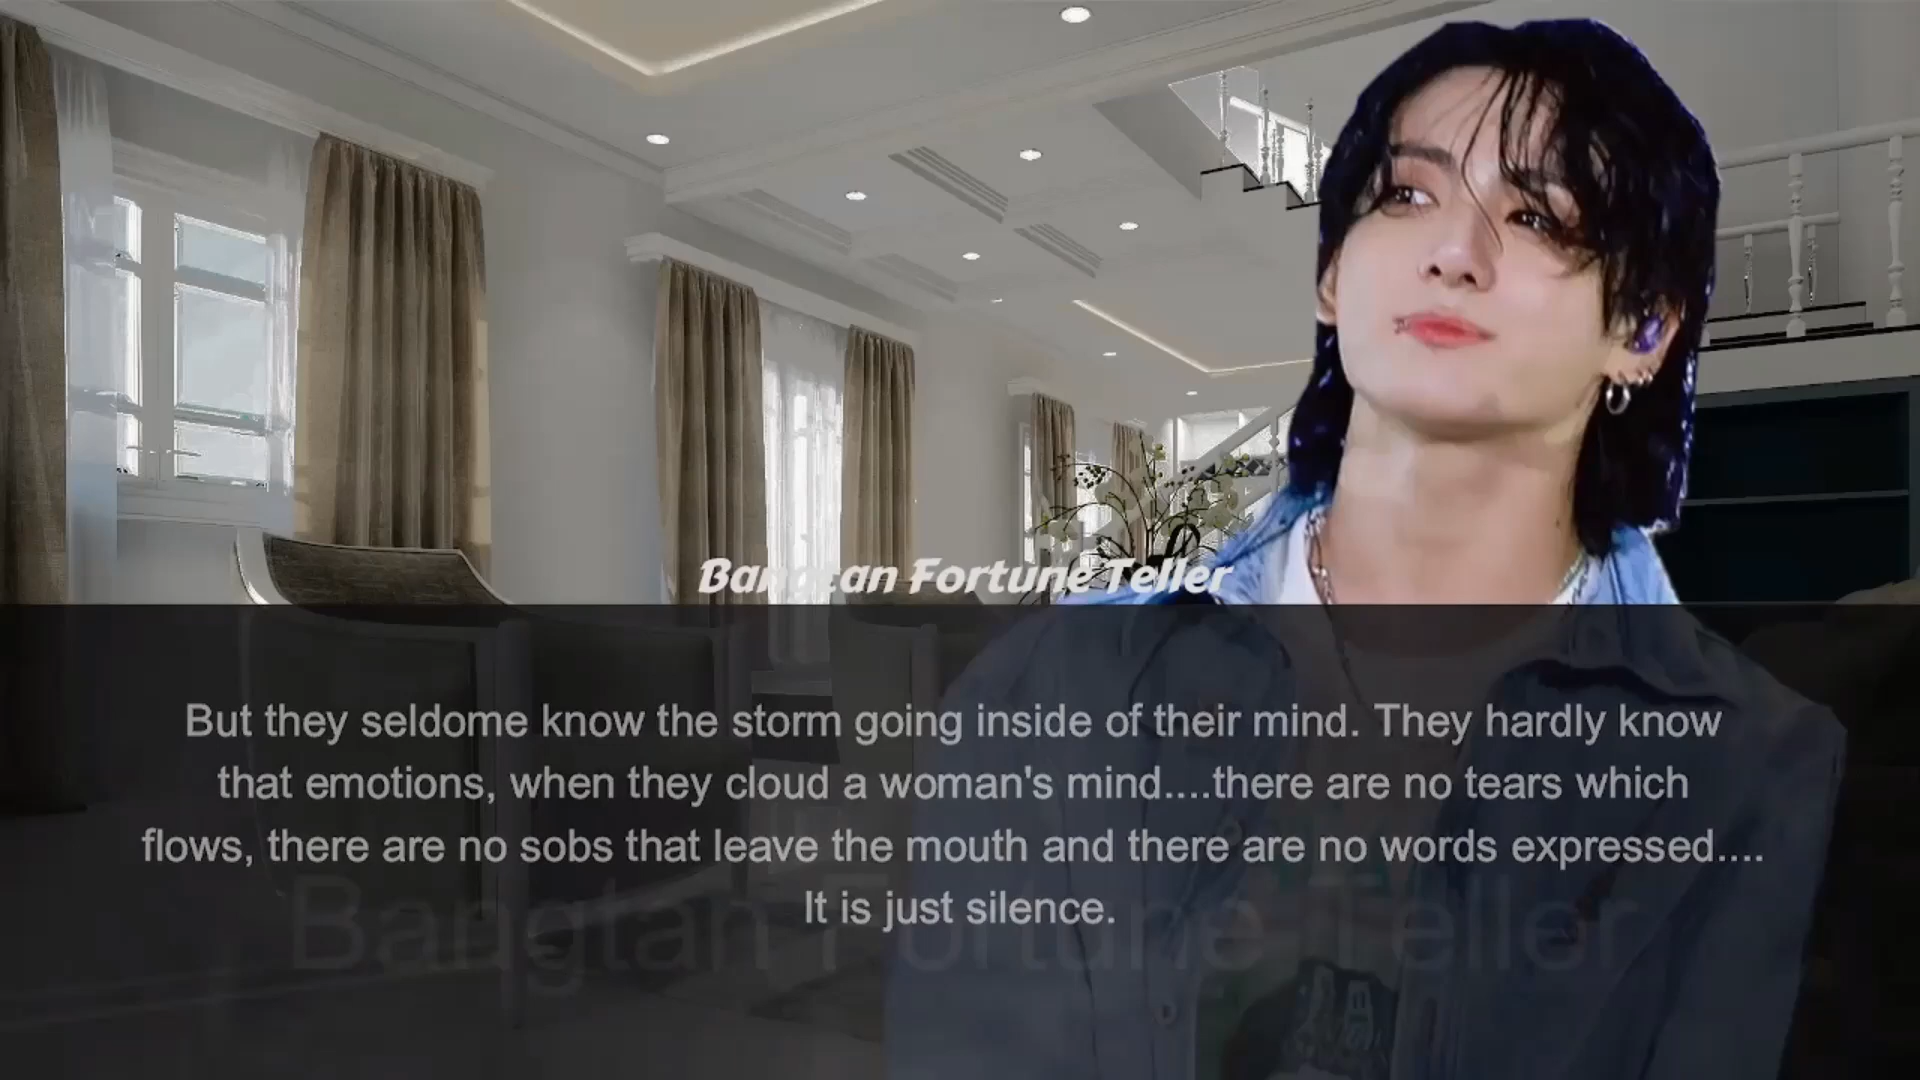 Bangtan Fortune Teller
But they seldome know the storm going inside of their mind. They hardly know
that emotions, when they cloud a woman's mind....there are no tears which
flows, there are no sobs that leave the mouth and there are no words expressed....
It is just silence.
Bangtan Fortune Teller